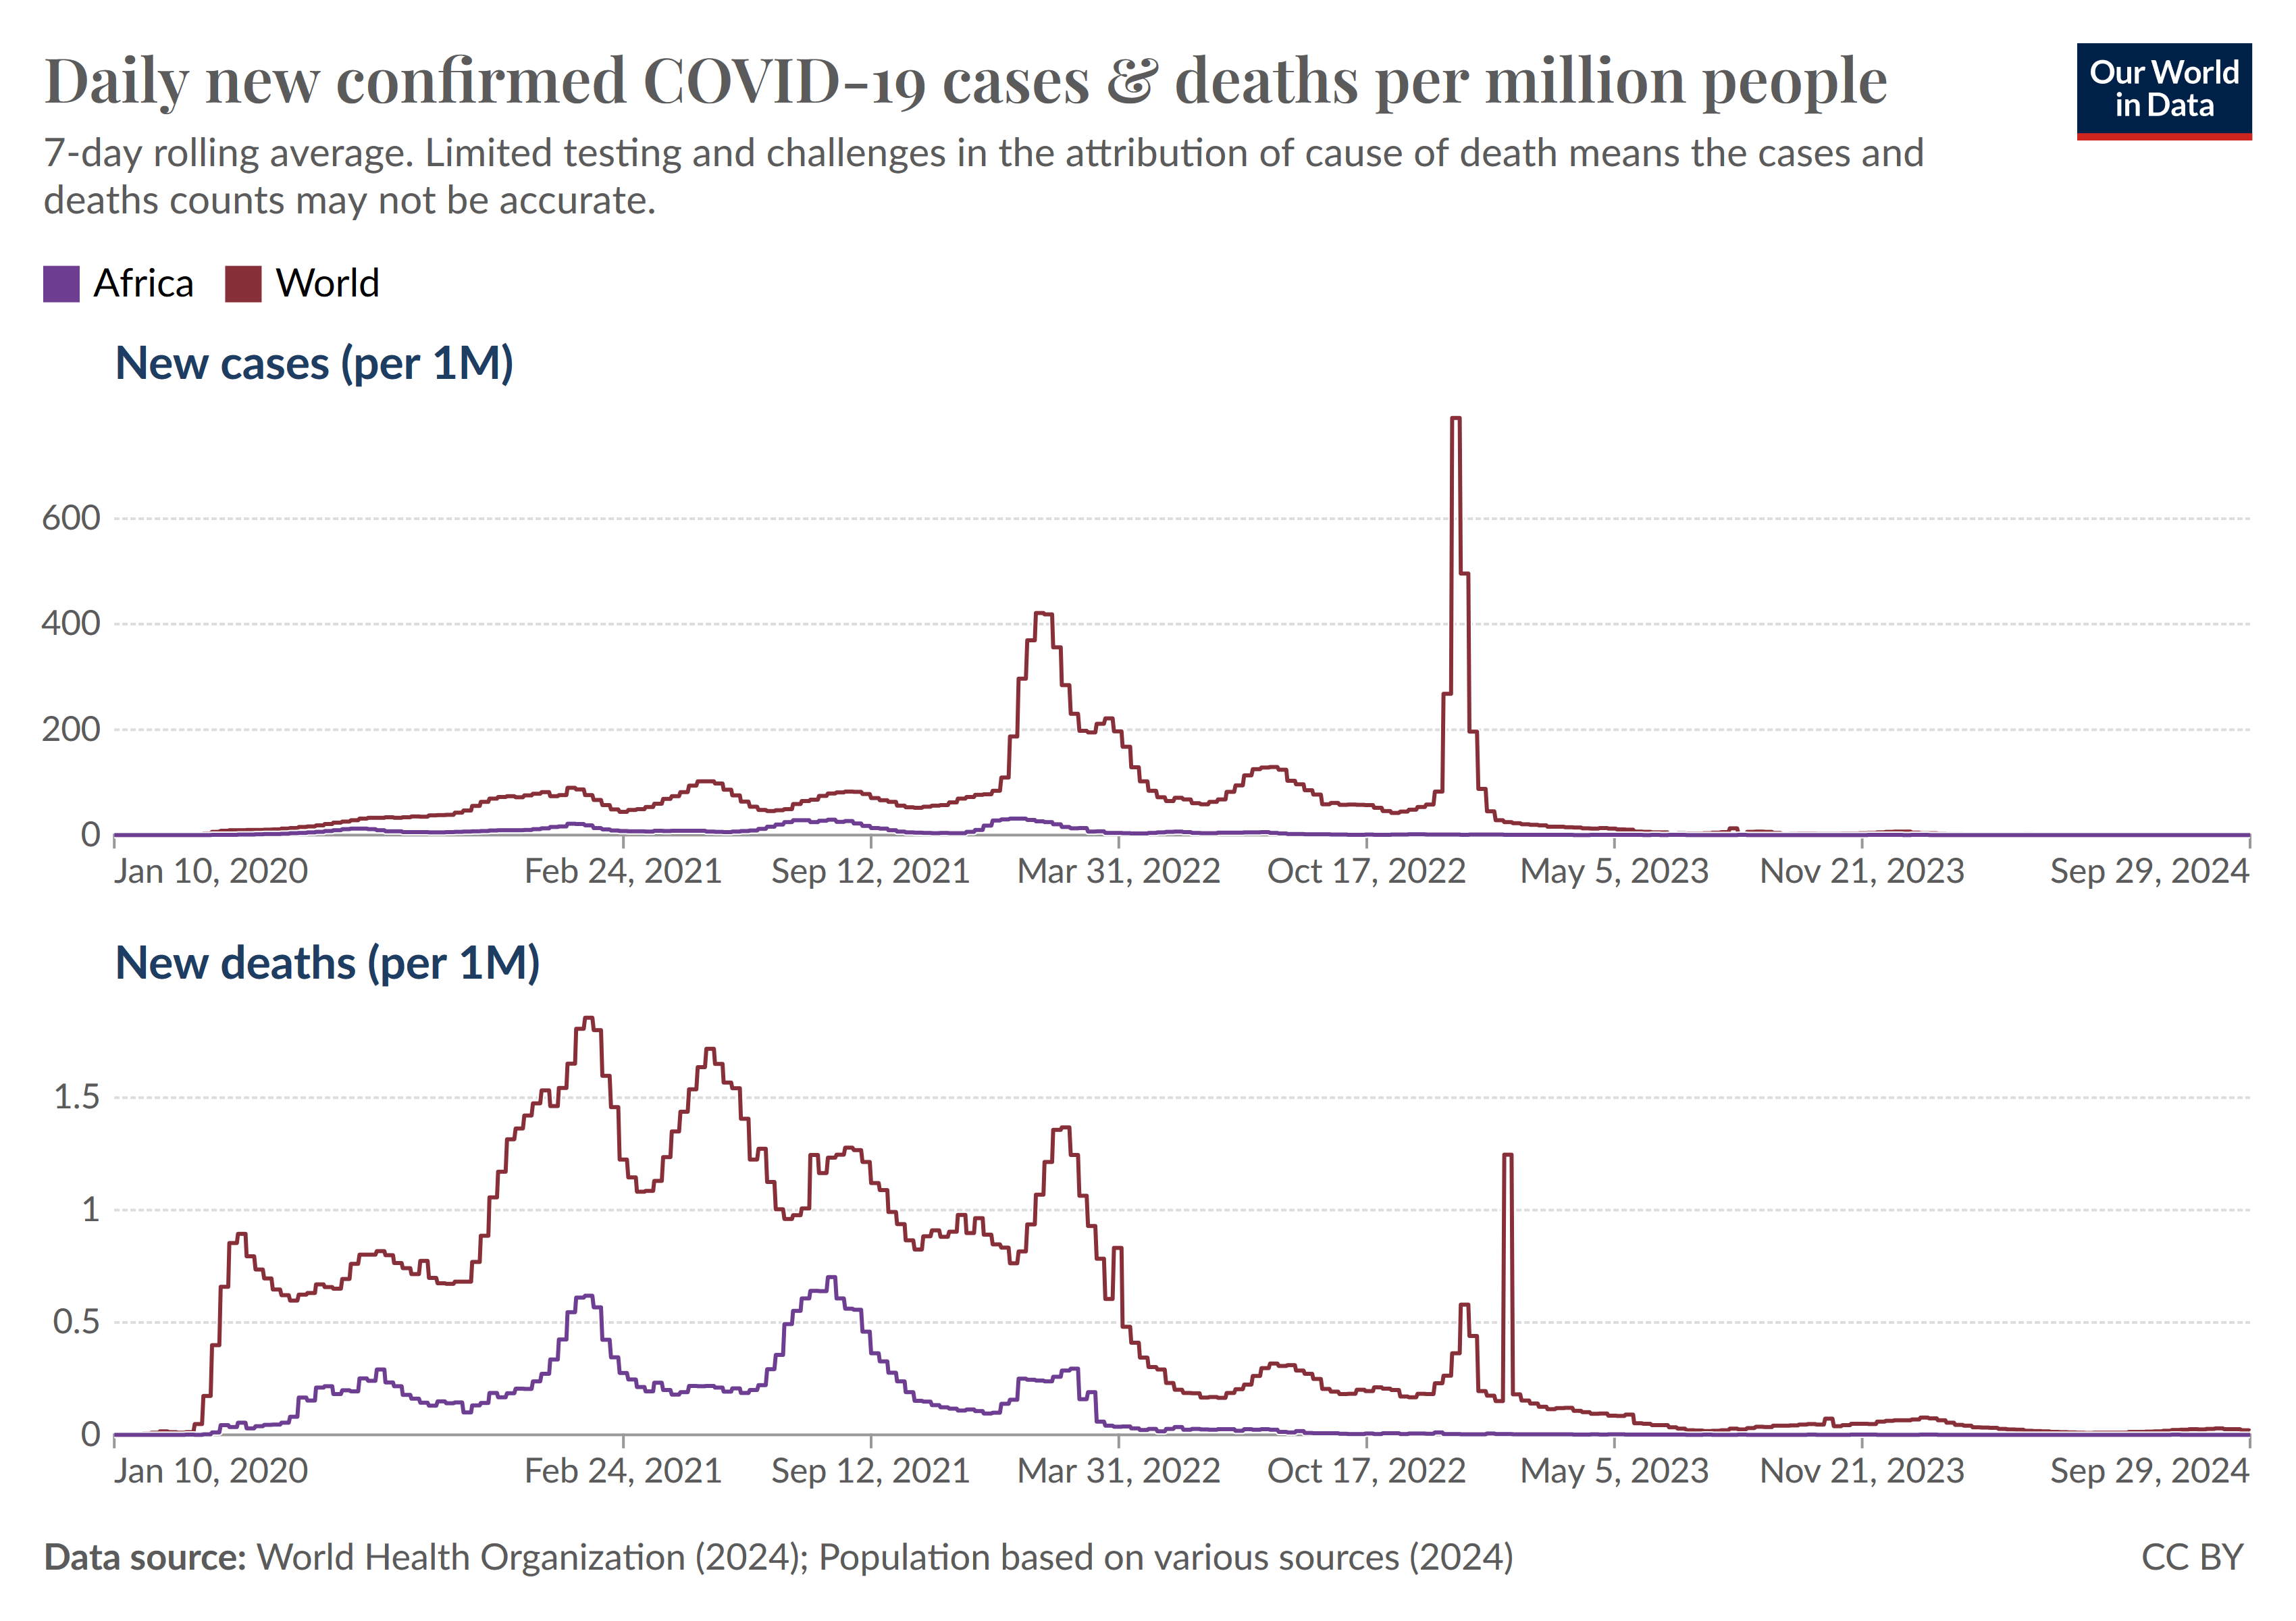 Daily new confirmed COVID-19 cases & deaths per million people
Our World
in Data
7-day rolling average. Limited testing and challenges in the attribution of cause of death means the cases and
deaths counts may not be accurate.
Africa World
New cases (per 1M)
600
400
200
0
Jan 10, 2020 Feb 24, 2021 Sep 12, 2021 Mar 31, 2022 Oct 17, 2022 May 5, 2023 Nov 21, 2023 Sep 29, 2024
New deaths (per 1M)
1.5
1
0.5
0
Jan 10, 2020 Feb 24, 2021 Sep 12, 2021 Mar 31, 2022 Oct 17, 2022 May 5, 2023 Nov 21, 2023 Sep 29, 2024
Data source: World Health Organization (2024); Population based on various sources (2024) CC BY